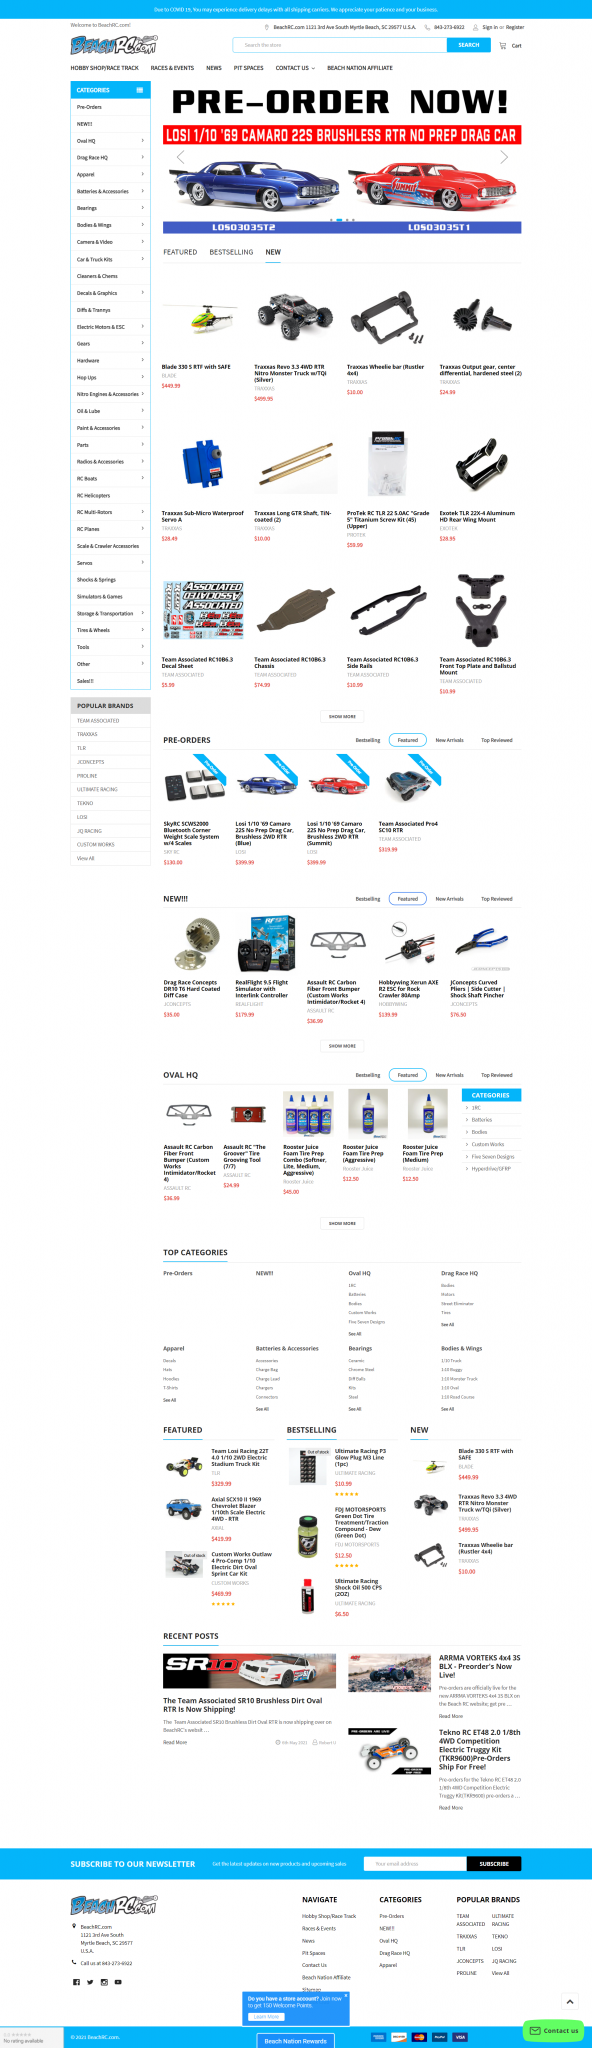 Due to COVID 19, You may experience delivery delays with all shipping carriers. We appreciate your patience and your business.
Welcome to BeachRC.com!
BeachRC.com 1121 3rd Ave South Myrtle Beach, SC 29577 U.S.A.
843-273-6922
Sign in or Register
BEACHRC.com
Search the store
SEARCH
Cart
HOBBY SHOP/RACE TRACK
RACES & EVENTS
NEWS
PIT SPACES
CONTACT US
BEACH NATION AFFILIATE
CATEGORIES
Pre-Orders
NEW!!!
Oval HQ
Drag Race HQ
Apparel
Batteries & Accessories
Bearings
Bodies & Wings
Camera & Video
Car & Truck Kits
Cleaners & Chems
Decals & Graphics
Diffs & Trannys
Electric Motors & ESC
Gears
Hardware
Hop Ups
Nitro Engines & Accessories
Oil & Lube
Paint & Accessories
Parts
Radios & Accessories
RC Boats
RC Helicopters
RC Multi-Rotors
RC Planes
Scale & Crawler Accessories
Servos
Shocks & Springs
Simulators & Games
Storage & Transportation
Tires & Wheels
Tools
Other
Sales!!!
POPULAR BRANDS
TEAM ASSOCIATED
TRAXXAS
TLR
JCONCEPTS
PROLINE
ULTIMATE RACING
TEKNO
LOSI
JQ RACING
CUSTOM WORKS
View All
PRE-ORDER NOW!
LOSI 1/10 '69 CAMARO 22S BRUSHLESS RTR NO PREP DRAG CAR
LOS03035T2
LOS03035T1
FEATURED
BESTSELLING
NEW
Blade 330 S RTF with SAFE
BLADE
$449.99
Traxxas Revo 3.3 4WD RTR
Nitro Monster Truck w/TQi
(Silver)
TRAXXAS
$499.95
Traxxas Wheelie bar (Rustler
4x4)
TRAXXAS
$10.00
Traxxas Output gear, center
differential, hardened steel (2)
TRAXXAS
$24.99
Traxxas Sub-Micro Waterproof
Servo A
TRAXXAS
$28.49
Traxxas Long GTR Shaft, TiN-
coated (2)
TRAXXAS
$10.00
ProTek RC TLR 22 5.0AC "Grade
5" Titanium Screw Kit (45)
(Upper)
PROTEK
$59.99
Exotek TLR 22X-4 Aluminum
HD Rear Wing Mount
EXOTEK
$28.95
Team Associated RC10B6.3
Decal Sheet
TEAM ASSOCIATED
$5.99
Team Associated RC10B6.3
Chassis
TEAM ASSOCIATED
$74.99
Team Associated RC10B6.3
Side Rails
TEAM ASSOCIATED
$10.99
Team Associated RC10B6.3
Front Top Plate and Ballstud
Mount
TEAM ASSOCIATED
$10.99
SHOW MORE
PRE-ORDERS
Bestselling
Featured
New Arrivals
Top Reviewed
SkyRC SCWS2000
Bluetooth Corner
Weight Scale System
w/4 Scales
SKY RC
$130.00
Losi 1/10 '69 Camaro
22S No Prep Drag Car,
Brushless 2WD RTR
(Blue)
LOSI
$399.99
Losi 1/10 '69 Camaro
22S No Prep Drag Car,
Brushless 2WD RTR
(Summit)
LOSI
$399.99
Team Associated Pro4
SC10 RTR
TEAM ASSOCIATED
$319.99
NEW!!!
Bestselling
Featured
New Arrivals
Top Reviewed
Drag Race Concepts
DR10 T6 Hard Coated
Diff Case
JCONCEPTS
$35.00
RealFlight 9.5 Flight
Simulator with
Interlink Controller
REALFLIGHT
$179.99
Assault RC Carbon
Fiber Front Bumper
(Custom Works
Intimidator/Rocket 4)
ASSAULT RC
$36.99
Hobbywing Xerun AXE
R2 ESC for Rock
Crawler 80Amp
HOBBYWING
$139.99
JConcepts Curved
Pliers | Side Cutter |
Shock Shaft Pincher
JCONCEPTS
$76.50
SHOW MORE
OVAL HQ
Bestselling
Featured
New Arrivals
Top Reviewed
Assault RC Carbon
Fiber Front Bumper
(Custom Works
Intimidator/Rocket
4)
ASSAULT RC
$36.99
Assault RC "The
Groover" Tire
Grooving Tool
(7/7)
ASSAULT RC
$24.99
Rooster Juice
Foam Tire Prep
Combo (Softner,
Lite, Medium,
Aggressive)
Rooster Juice
$45.00
Rooster Juice
Foam Tire Prep
(Aggressive)
Rooster Juice
$12.50
Rooster Juice
Foam Tire Prep
(Medium)
Rooster Juice
$12.50
CATEGORIES
1RC
Batteries
Bodies
Custom Works
Five Seven Designs
Hyperdrive/GFRP
SHOW MORE
TOP CATEGORIES
Pre-Orders
NEW!!!
Oval HQ
1RC
Batteries
Bodies
Custom Works
Five Seven Designs
See All
Drag Race HQ
Bodies
Motors
Street Eliminator
Tires
See All
Apparel
Decals
Hats
Hoodies
T-Shirts
See All
Batteries & Accessories
Accessories
Charge Bag
Charge Lead
Chargers
Connectors
See All
Bearings
Ceramic
Chrome Steel
Diff Balls
Kits
Steel
See All
Bodies & Wings
1/10 Truck
1:10 Buggy
1:10 Monster Truck
1:10 Oval
1:10 Road Course
See All
FEATURED
Team Losi Racing 22T
4.0 1/10 2WD Electric
Stadium Truck Kit
TLR
$329.99
Axial SCX10 II 1969
Chevrolet Blazer
1/10th Scale Electric
4WD - RTR
AXIAL
$419.99
Out of stock
Custom Works Outlaw
4 Pro-Comp 1/10
Electric Dirt Oval
Sprint Car Kit
CUSTOM WORKS
$469.99
BESTSELLING
Out of stock
Ultimate Racing P3
Glow Plug M3 Line
(1pc)
ULTIMATE RACING
$10.99
FDJ MOTORSPORTS
Green Dot Tire
Treatment/Traction
Compound - Dew
(Green Dot)
FDJ MOTORSPORTS
$12.50
Ultimate Racing
Shock Oil 500 CPS
(2OZ)
ULTIMATE RACING
$6.50
NEW
Blade 330 S RTF with
SAFE
BLADE
$449.99
Traxxas Revo 3.3 4WD
RTR Nitro Monster
Truck w/TQi (Silver)
TRAXXAS
$499.95
Traxxas Wheelie bar
(Rustler 4x4)
TRAXXAS
$10.00
RECENT POSTS
SR10
The Team Associated SR10 Brushless Dirt Oval
RTR Is Now Shipping!
The Team Associated SR10 Brushless Dirt Oval RTR is now shipping over on
BeachRC's websit …
Read More
5th May 2021
Robert G
ARRMA VORTEKS 4x4 3S
BLX - Preorder's Now
Live!
Pre-orders are officially live for the
new ARRMA VORTEKS 4x4 3S BLX on
the Beach RC website; get pre …
Read More
Tekno RC ET48 2.0 1/8th
4WD Competition
Electric Truggy Kit
(TKR9600)Pre-Orders
Ship For Free!
Pre orders for the Tekno RC ET48 2.0
1/8th 4WD Competition Electric
Truggy Kit(TKR9600) pre-orders a …
Read More
SUBSCRIBE TO OUR NEWSLETTER
Get the latest updates on new products and upcoming sales
Your email address
SUBSCRIBE
BEACHRC.com
BeachRC.com
1121 3rd Ave South
Myrtle Beach, SC 29577
U.S.A.
Call us at 843-273-6922
NAVIGATE
Hobby Shop/Race Track
Races & Events
News
Pit Spaces
Contact Us
Beach Nation Affiliate
Sitemap
CATEGORIES
Pre-Orders
NEW!!!
Oval HQ
Drag Race HQ
Apparel
POPULAR BRANDS
TEAM
ASSOCIATED
TRAXXAS
TLR
JCONCEPTS
PROLINE
ULTIMATE
RACING
TEKNO
LOSI
JQ RACING
CUSTOM WORKS
View All
Do you have a store account? Join now
to get 150 Welcome Points.
Learn More
Beach Nation Rewards
No rating available
© 2021 BeachRC.com.
Contact us